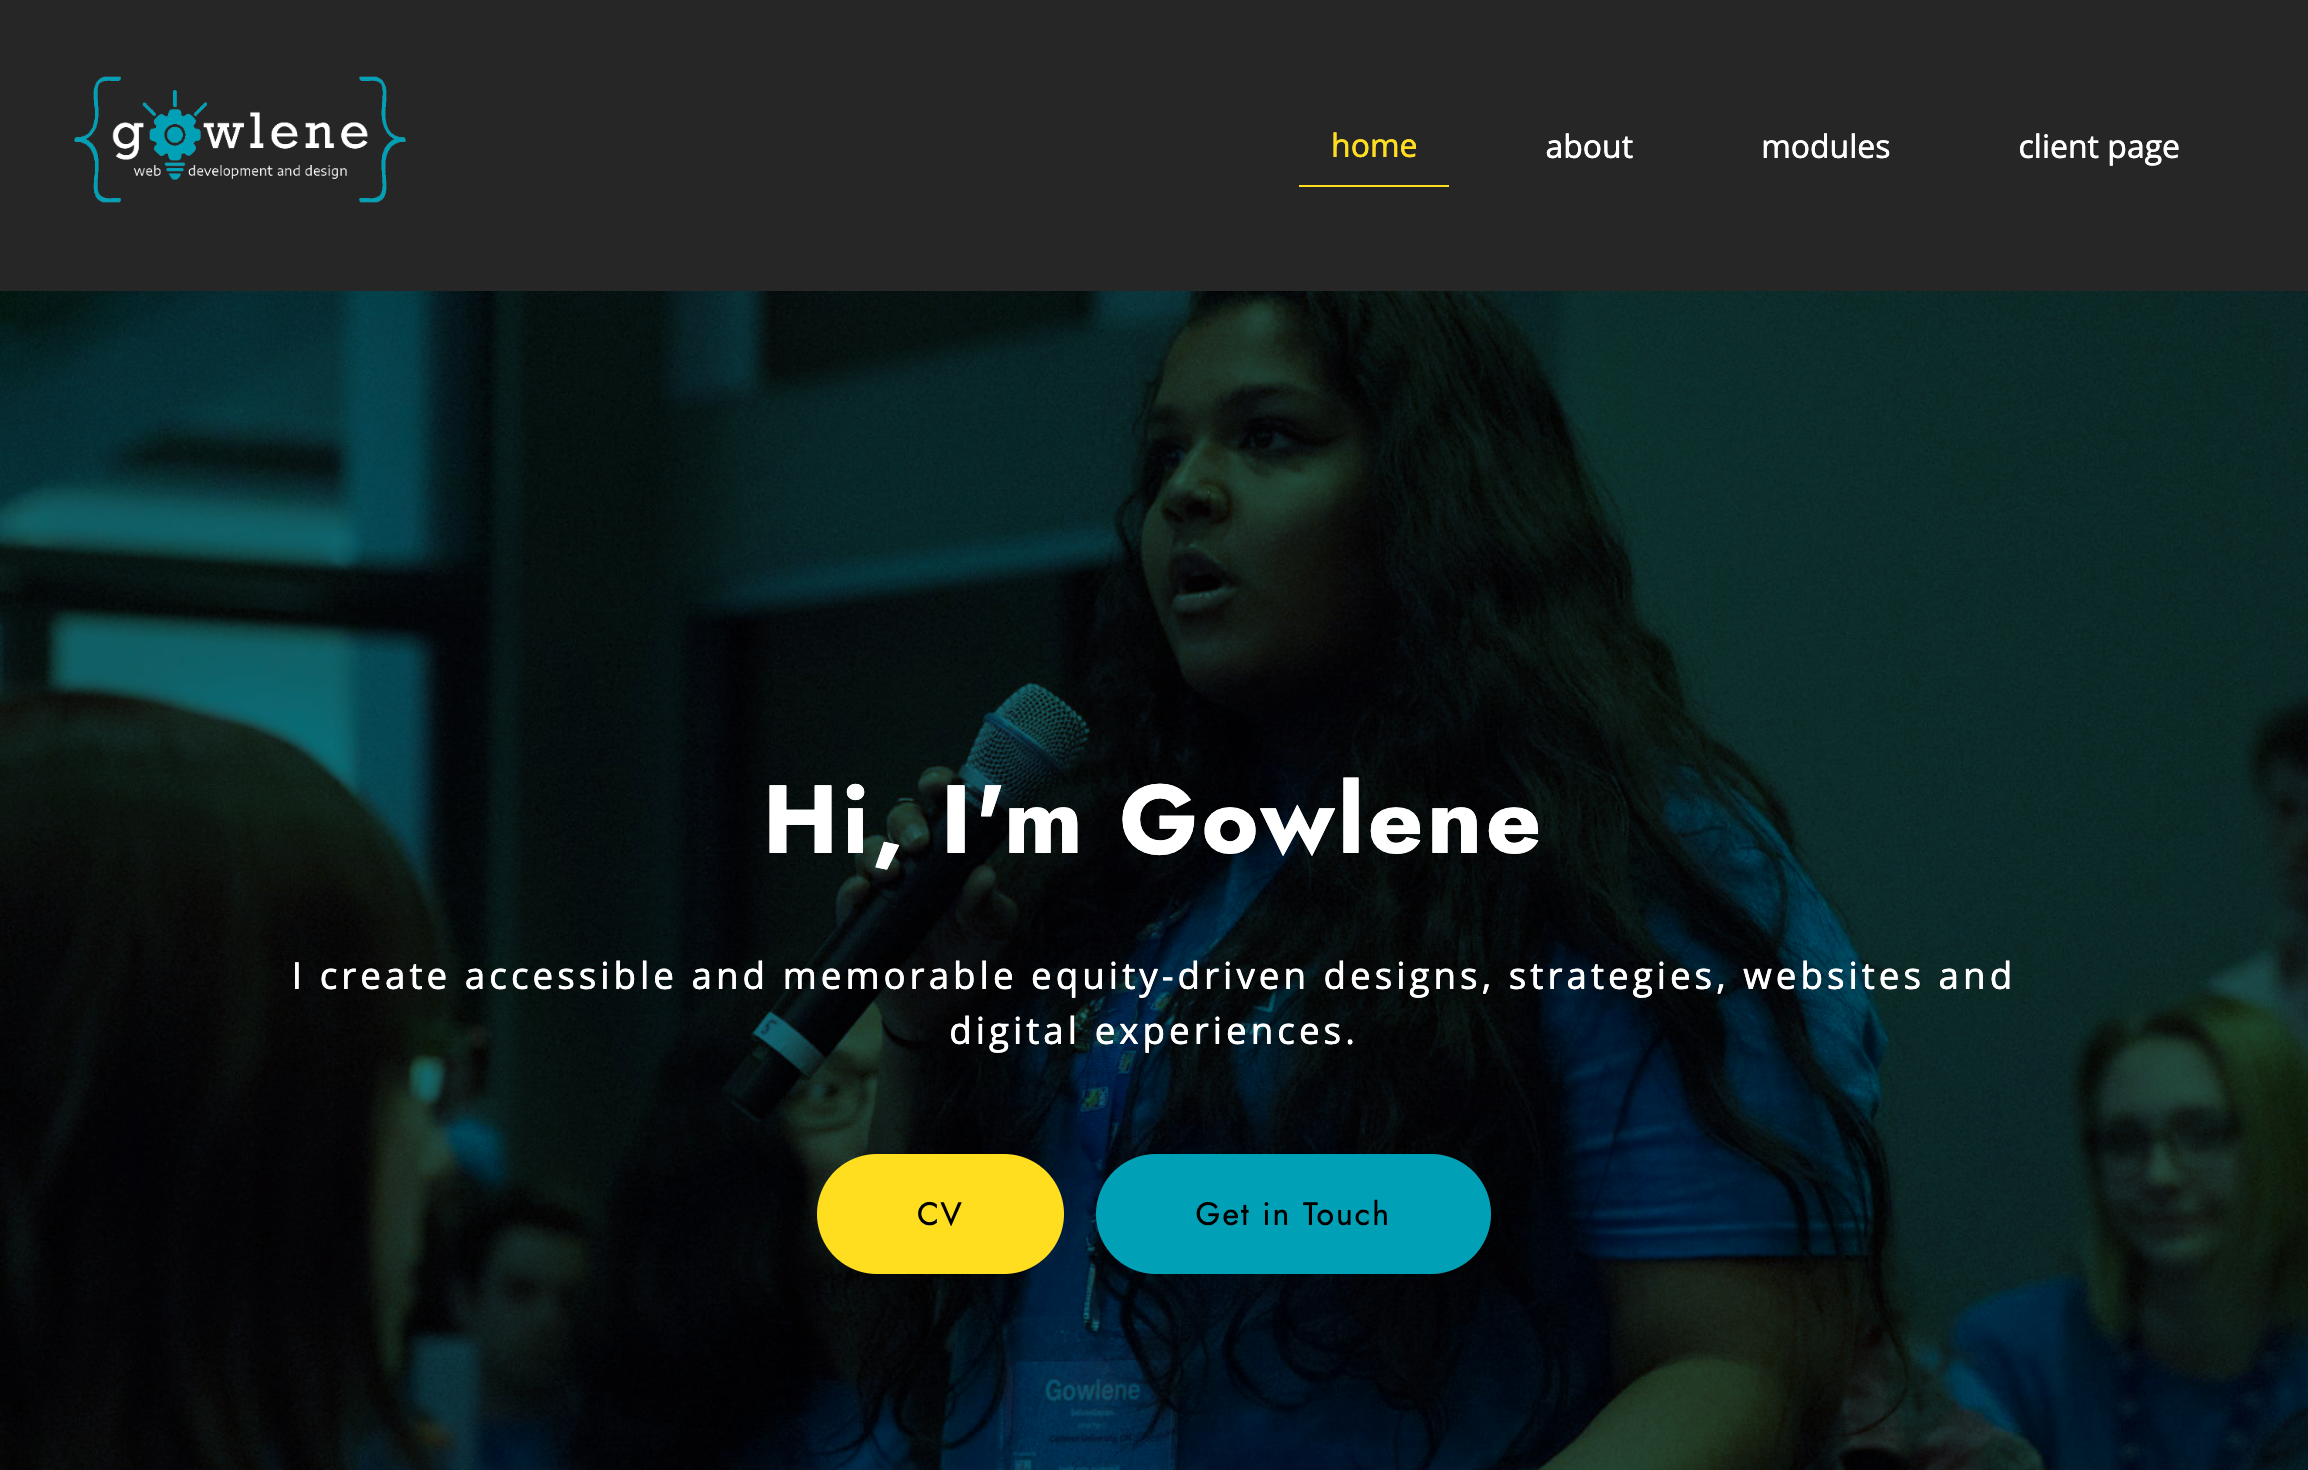 gowlene
web development and design
home about modules client page
Hi, I'm Gowlene
I create accessible and memorable equity-driven designs, strategies, websites and
digital experiences.
CV Get in Touch
Gowlene